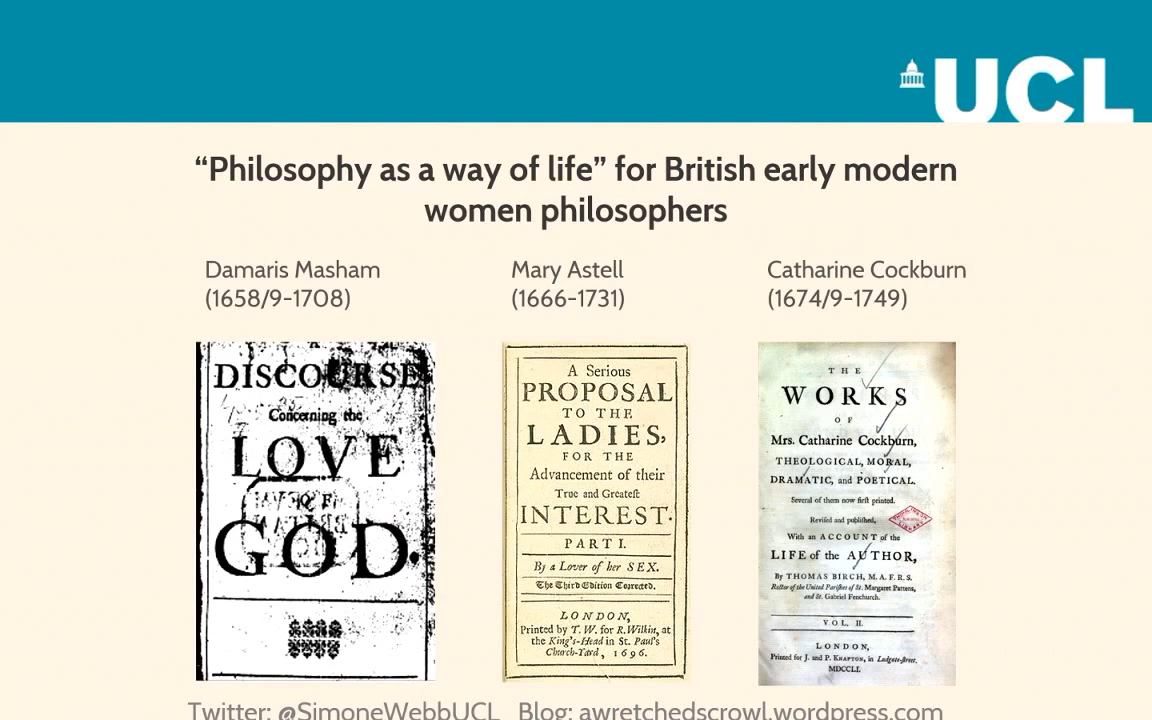 UCL
“Philosophy as a way of life” for British early modern
women philosophers
Damaris Masham
(1658/9-1708)
Mary Astell
(1666-1731)
Catharine Cockburn
(1674/9-1749)
DISCOURSE
Concerning the
LOVE
OF
GOD.
A Serious
PROPOSAL
TO THE
LADIES,
FOR THE
Advancement of their
True and Greatest
INTEREST.
PART I.
By a Lover of her SEX.
The Third Edition Corrected.
LONDON,
Printed by T. W. for R. Wilkin, at
the King's-Head in St. Paul's
Church-Yard, 1696.
THE
WORKS
OF
Mrs. Catharine Cockburn,
THEOLOGICAL, MORAL,
DRAMATIC, and POETICAL.
Several of them now first printed.
Revised and published,
With an ACCOUNT of the
LIFE of the AUTHOR,
By THOMAS BIRCH, M.A. F.R.S.
Rector of the United Parishes of St. Margaret Pattens,
and St. Gabriel Fenchurch.
VOL. II.
LONDON,
Printed for J. and P. KNAPTON, in Ludgate-street.
MDCCLI.
Twitter: @SimoneWebbUCL Blog: awretchedscrowl.wordpress.com